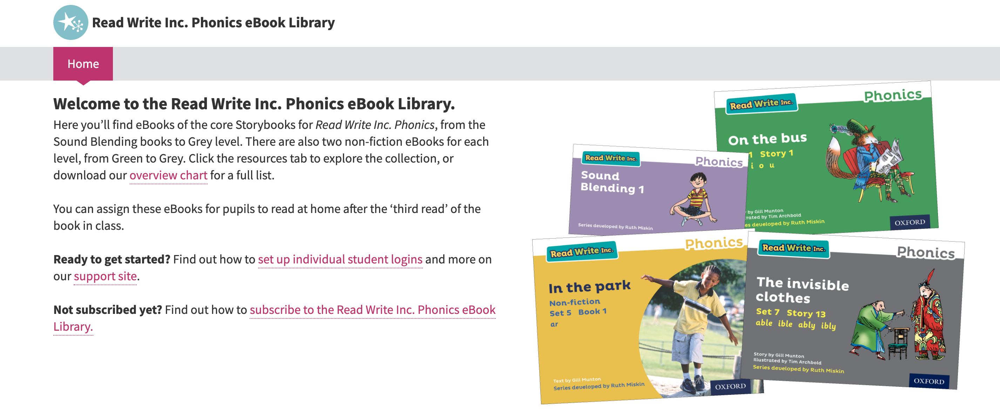 Read Write Inc. Phonics eBook Library
Home
Welcome to the Read Write Inc. Phonics eBook Library.
Here you’ll find eBooks of the core Storybooks for Read Write Inc. Phonics, from the
Sound Blending books to Grey level. There are also two non-fiction eBooks for each
level, from Green to Grey. Click the resources tab to explore the collection, or
download our overview chart for a full list.
You can assign these eBooks for pupils to read at home after the ‘third read’ of the
book in class.
Ready to get started? Find out how to set up individual student logins and more on
our support site.
Not subscribed yet? Find out how to subscribe to the Read Write Inc. Phonics eBook
Library.
Phonics
Read Write Inc.
On the bus
1 Story 1
i o u
by Gill Munton
rated by Tim Archbold
es developed by Ruth Miskin
OXFORD
Read Write Inc.
Phonics
Sound
Blending 1
Series developed by Ruth Miskin
Phonics
Read Write Inc.
In the park
Non-fiction
Set 5 Book 1
ar
Text by Gill Munton
Series developed by Ruth Miskin
OXFORD
Read Write Inc.
Phonics
The invisible
clothes
Set 7 Story 13
able ible ably ibly
Story by Gill Munton
Illustrated by Tim Archbold
Series developed by Ruth Miskin
OXFORD